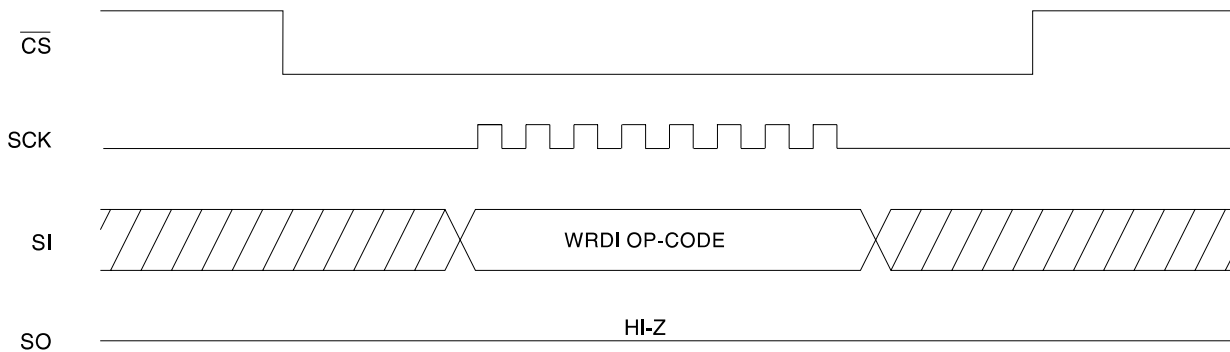 CS
SCK
SI
WRDI OP-CODE
SO
HI-Z